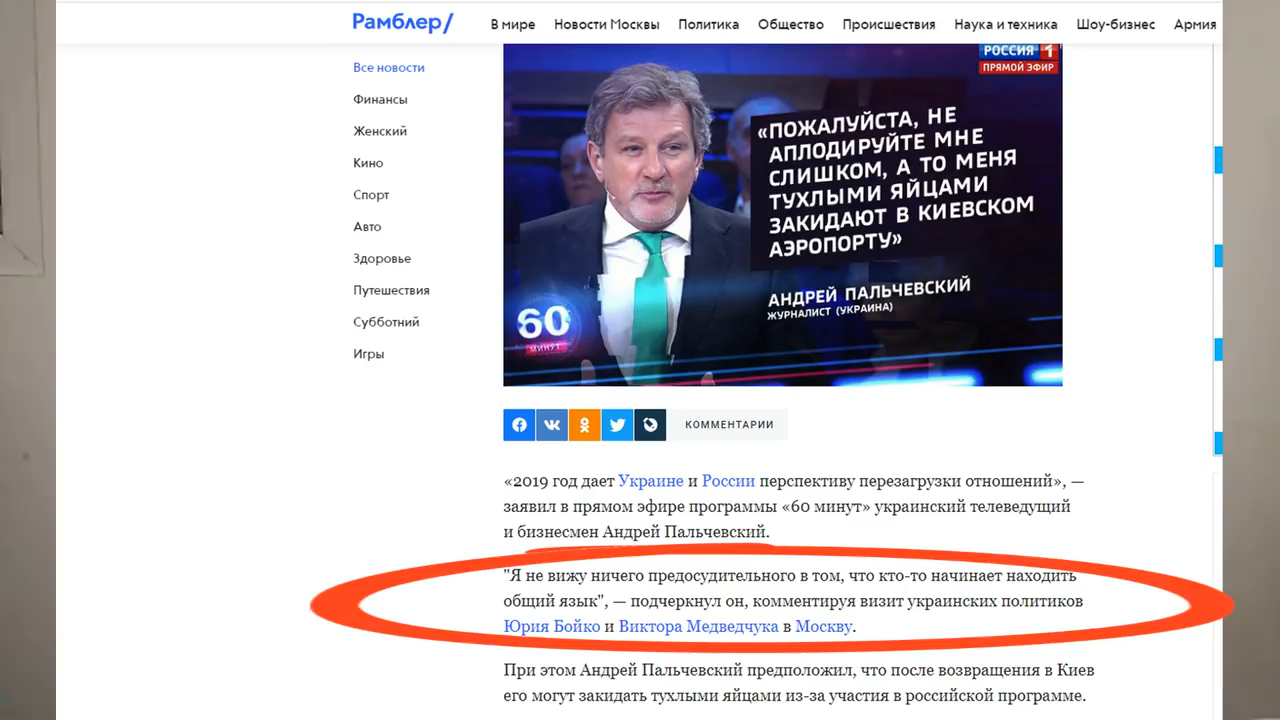 Рамблер/
В мире Новости Москвы Политика Общество Происшествия Наука и техника Шоу-бизнес Армия
Все новости
Финансы
Женский
Кино
Спорт
Авто
Здоровье
Путешествия
Субботний
Игры
РОССИЯ 1
ПРЯМОЙ ЭФИР
«ПОЖАЛУЙСТА, НЕ
АПЛОДИРУЙТЕ МНЕ
СЛИШКОМ, А ТО МЕНЯ
ТУХЛЫМИ ЯЙЦАМИ
ЗАКИДАЮТ В КИЕВСКОМ
АЭРОПОРТУ»
АНДРЕЙ ПАЛЬЧЕВСКИЙ
ЖУРНАЛИСТ (УКРАИНА)
60
МИНУТ
КОММЕНТАРИИ
«2019 год дает Украине и России перспективу перезагрузки отношений», —
заявил в прямом эфире программы «60 минут» украинский телеведущий
и бизнесмен Андрей Пальчевский.
"Я не вижу ничего предосудительного в том, что кто-то начинает находить
общий язык", — подчеркнул он, комментируя визит украинских политиков
Юрия Бойко и Виктора Медведчука в Москву.
При этом Андрей Пальчевский предположил, что после возвращения в Киев
его могут закидать тухлыми яйцами из-за участия в российской программе.